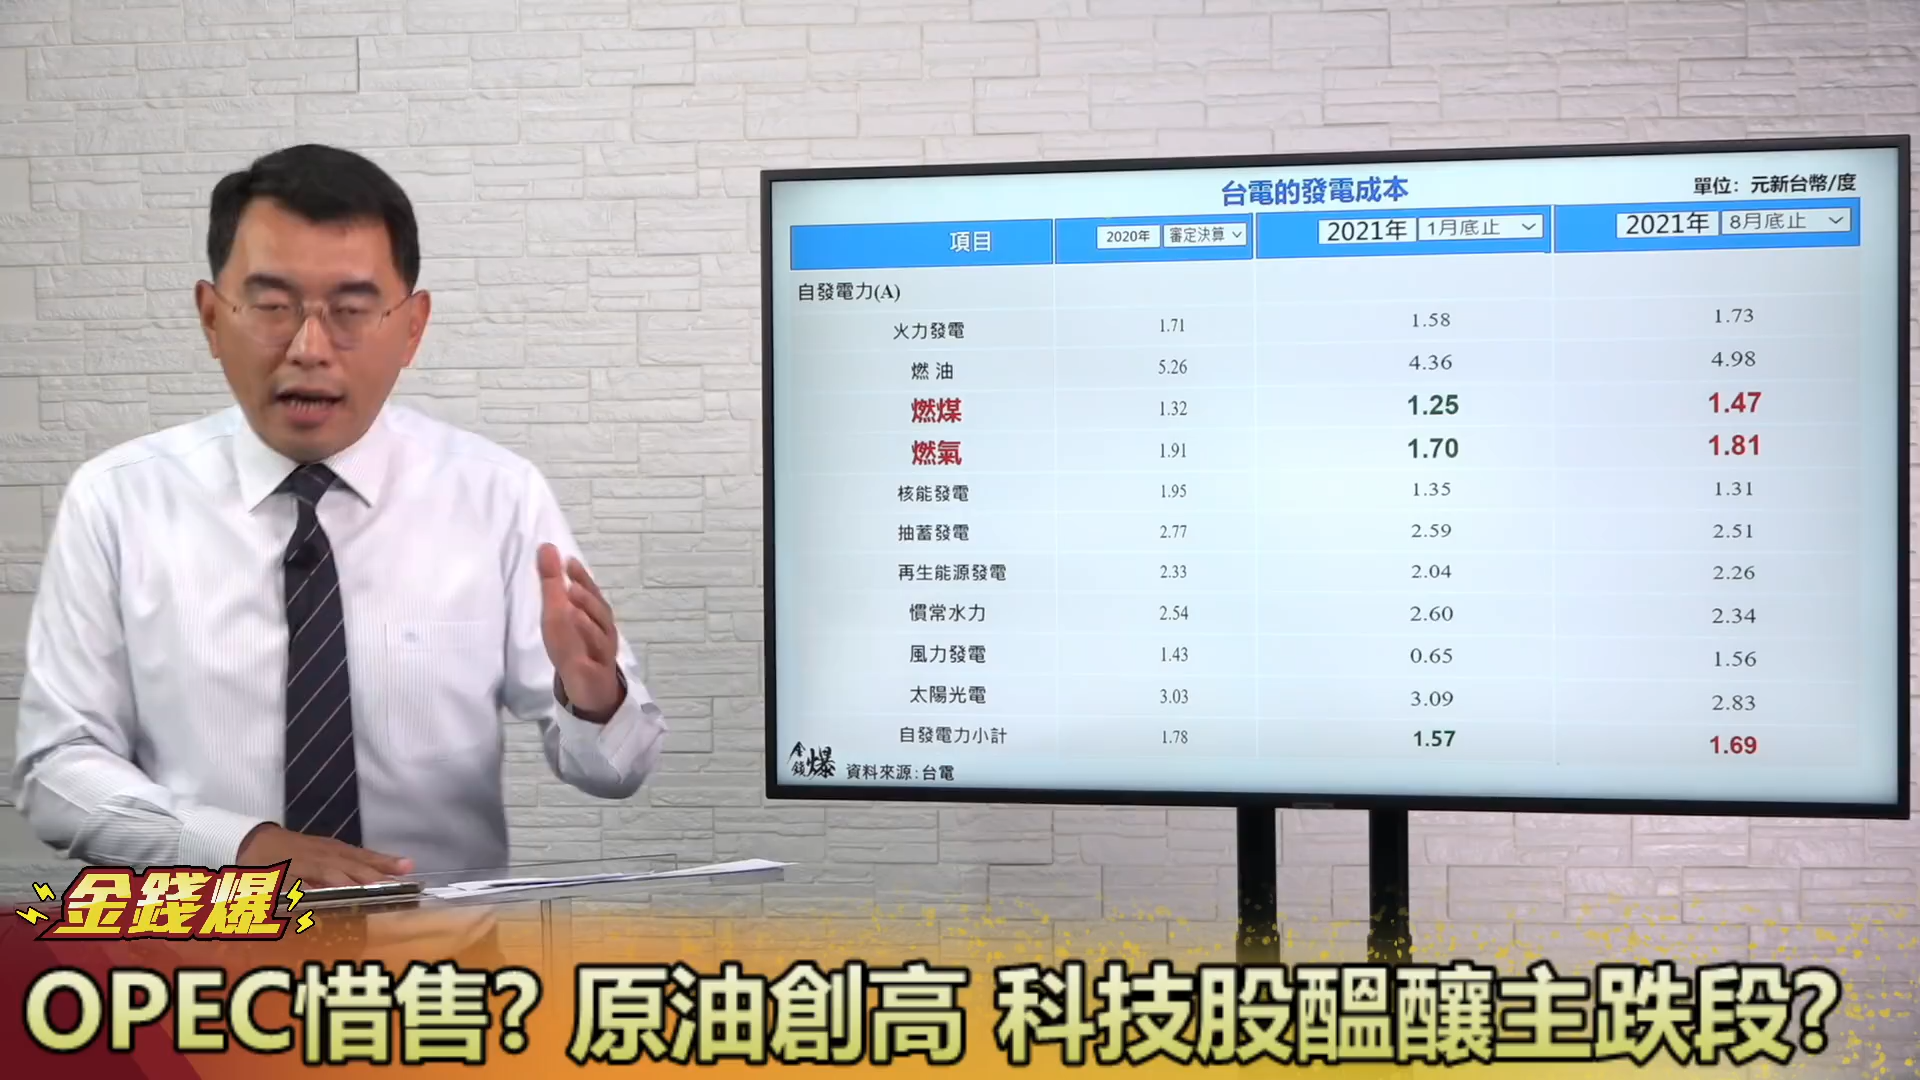 台電的發電成本
單位：元新台幣/度
項目 2020年 審定決算 2021年 1月底止 2021年 8月底止
自發電力(A)
火力發電 1.71 1.58 1.73
燃油 5.26 4.36 4.98
燃煤 1.32 1.25 1.47
燃氣 1.91 1.70 1.81
核能發電 1.95 1.35 1.31
抽蓄發電 2.77 2.59 2.51
再生能源發電 2.33 2.04 2.26
慣常水力 2.54 2.60 2.34
風力發電 1.43 0.65 1.56
太陽光電 3.03 3.09 2.83
自發電力小計 1.78 1.57 1.69
金錢爆 資料來源：台電
金錢爆
OPEC惜售? 原油創高 科技股醞釀主跌段?